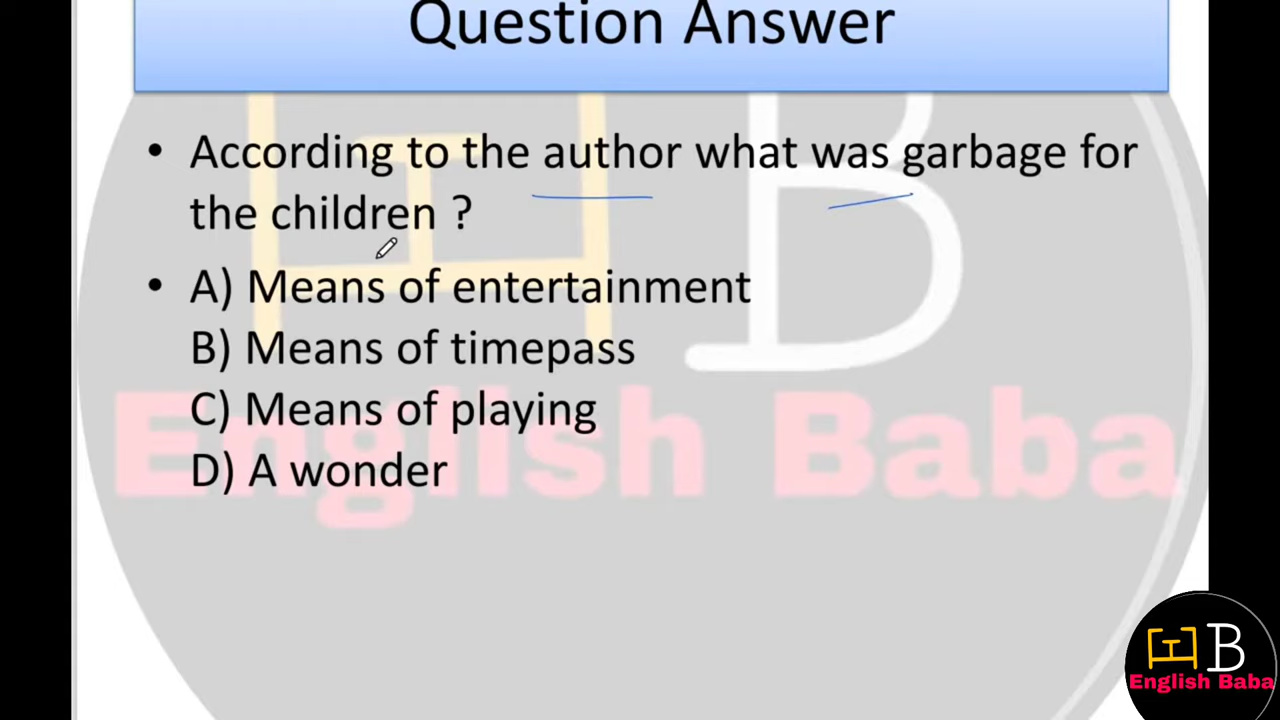 Question Answer
• According to the author what was garbage for
the children ?
• A) Means of entertainment
B) Means of timepass
C) Means of playing
D) A wonder
English Baba
B
English Baba